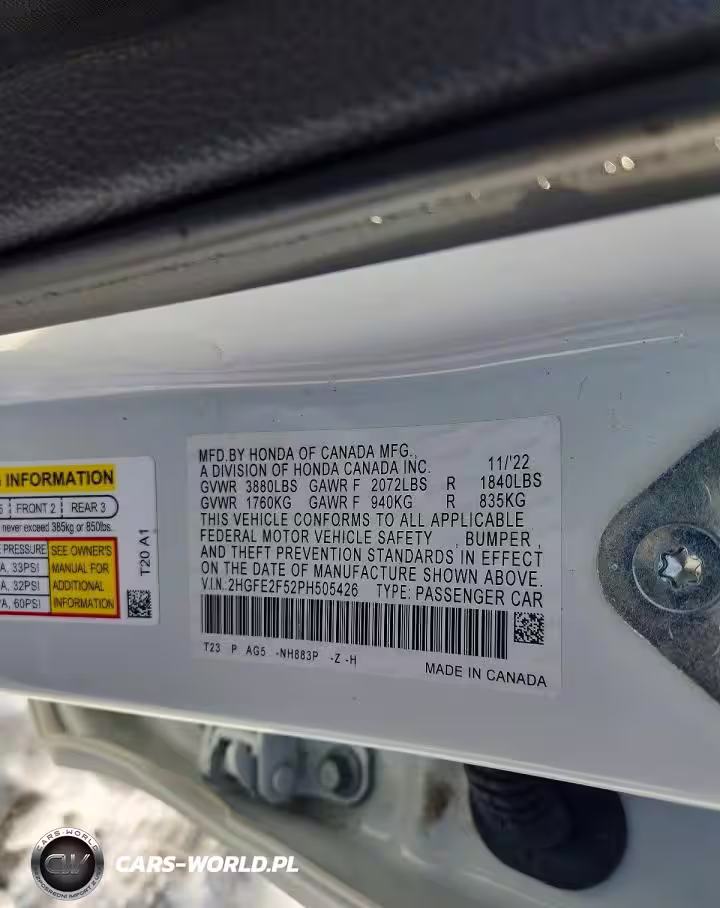 G INFORMATION
5 FRONT 2 REAR 3
never exceed 385kg or 850lbs.
PRESSURE SEE OWNER'S
A, 33PSI MANUAL FOR
A, 32PSI ADDITIONAL
A, 60PSI INFORMATION
T20 A1
MFD.BY HONDA OF CANADA MFG.,
A DIVISION OF HONDA CANADA INC. 11/'22
GVWR 3880LBS GAWR F 2072LBS R 1840LBS
GVWR 1760KG GAWR F 940KG R 835KG
THIS VEHICLE CONFORMS TO ALL APPLICABLE
FEDERAL MOTOR VEHICLE SAFETY , BUMPER ,
AND THEFT PREVENTION STANDARDS IN EFFECT
ON THE DATE OF MANUFACTURE SHOWN ABOVE.
V.I.N: 2HGFE2F52PH505426 TYPE: PASSENGER CAR
T23 P AG5 -NH883P -Z -H
MADE IN CANADA
CARS-WORLD
CW
CARS-WORLD.PL